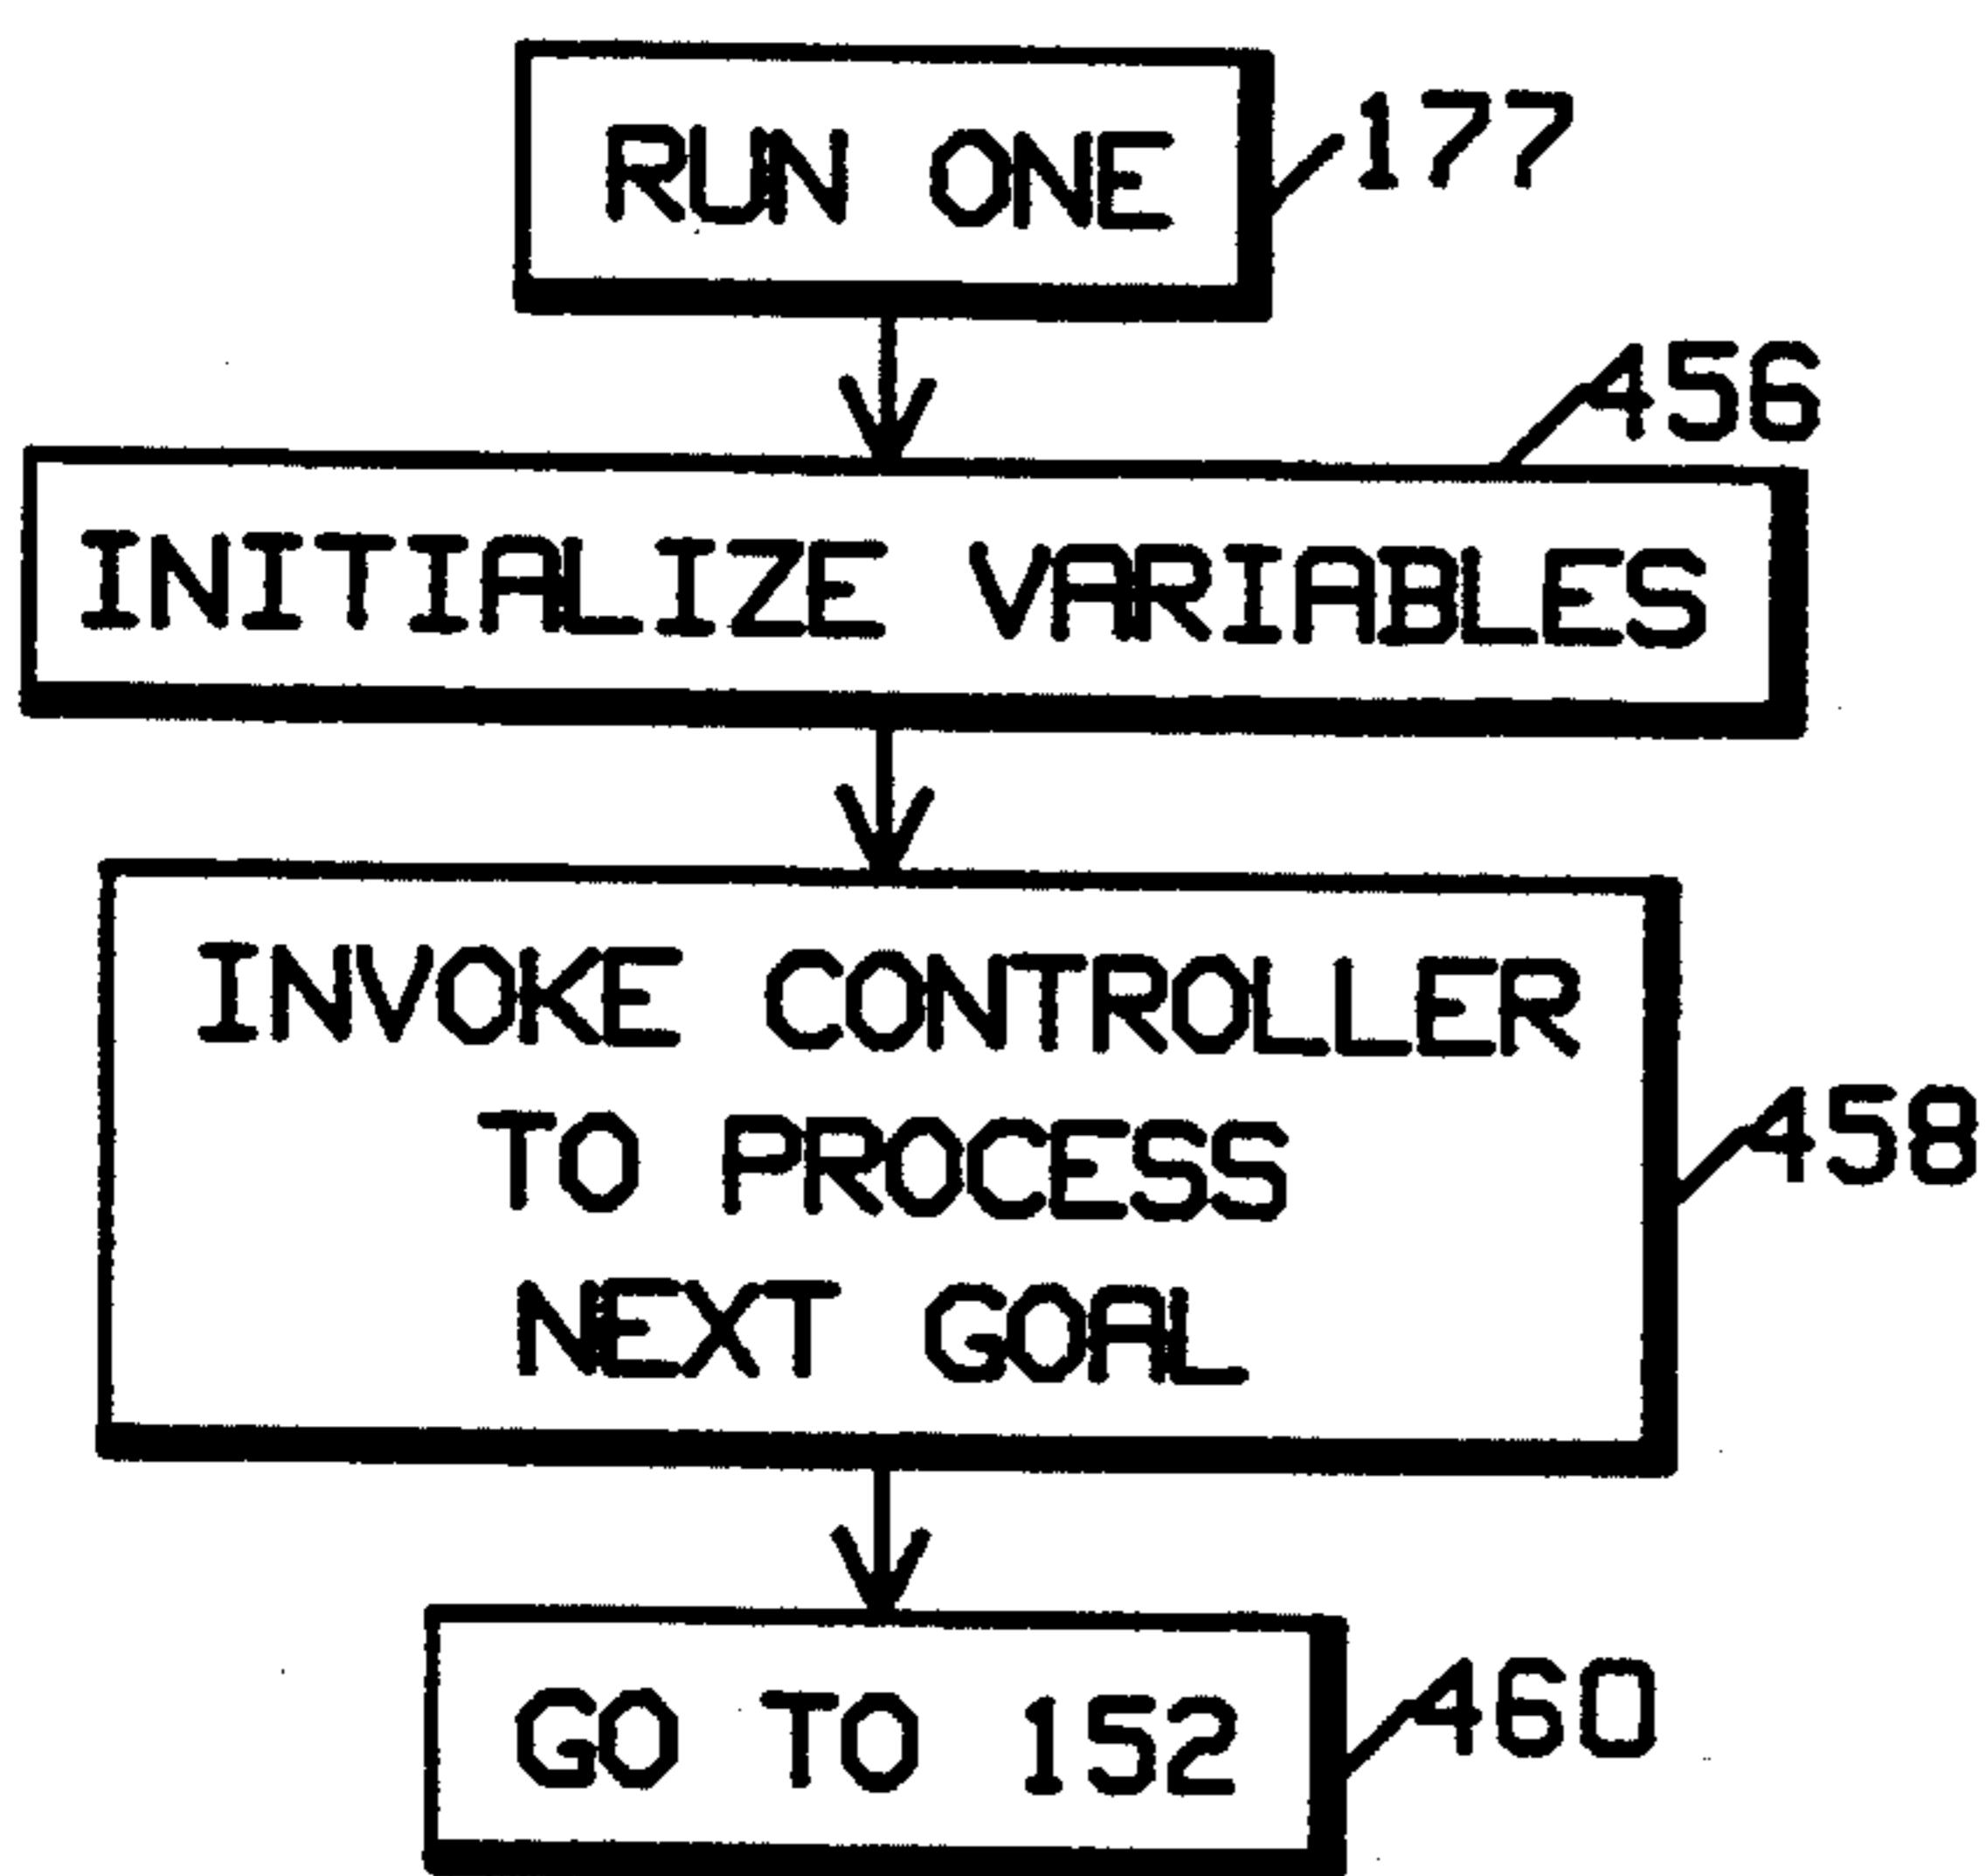 RUN ONE
177
456
INITIALIZE VARIABLES
INVOKE CONTROLLER
TO PROCESS
458
NEXT GOAL
GO TO 152
460